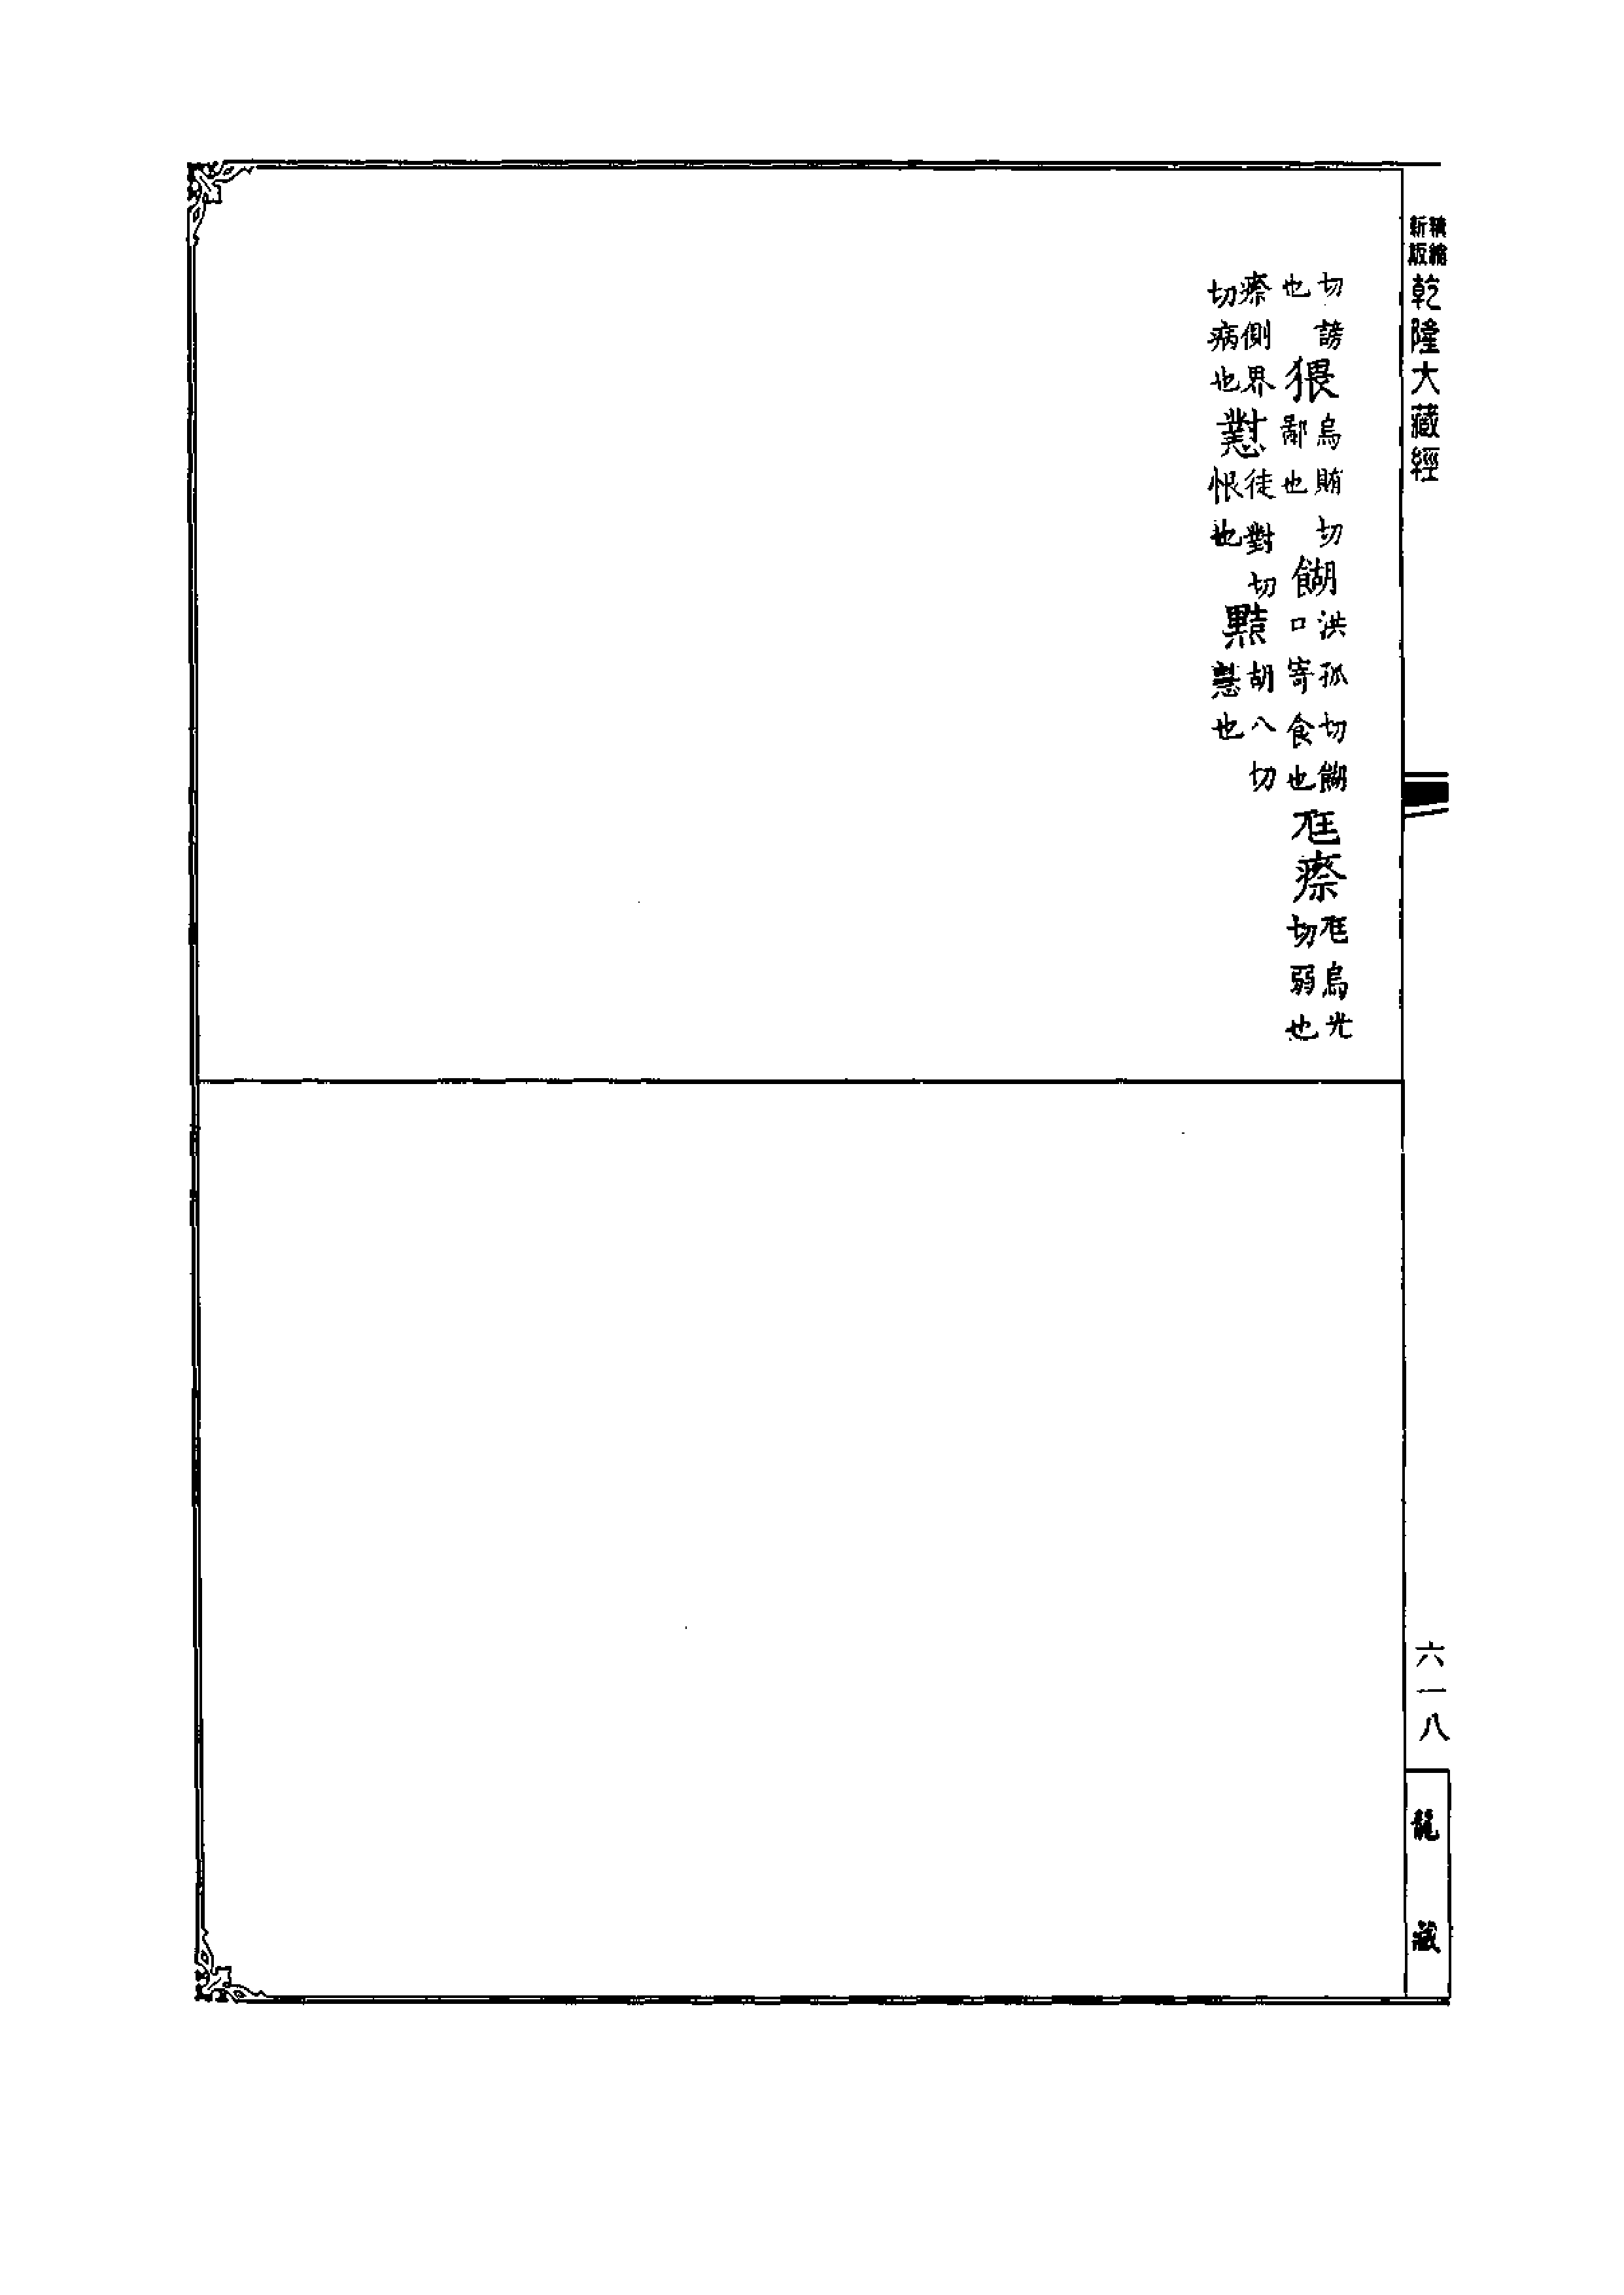 精縮
新版
乾隆大藏經
切謗
也
猥
烏賄切
鄙也
餬
洪孤切餬
口寄食也
尪瘵
尪烏光
切弱也
瘵側界
切病也
懟
徒對切
恨也
黠
胡八切
慧也
六一八
龍藏